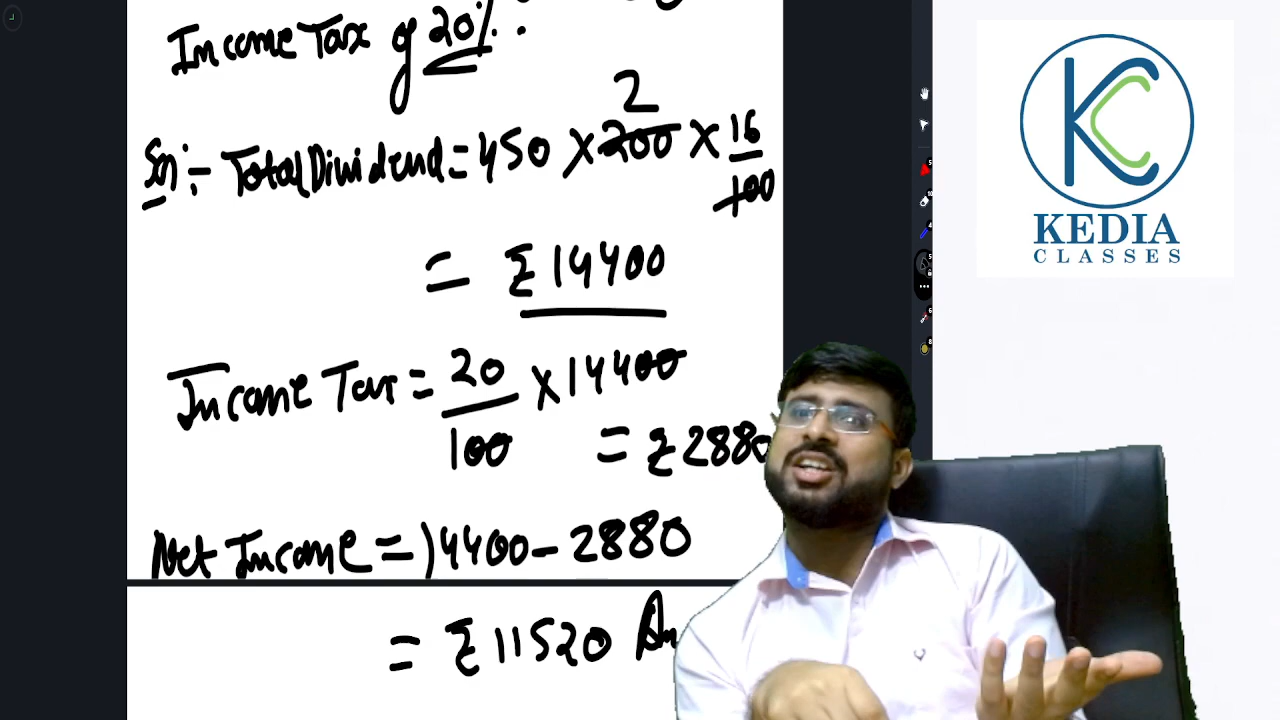 Income Tax of 20%.
Sol :- Total Dividend = 450 × 200 × 16/100
2
= ₹14400
Income Tax = 20/100 × 14400
= ₹2880
Net Income = 14400 - 2880
= ₹11520
KC
KEDIA
CLASSES